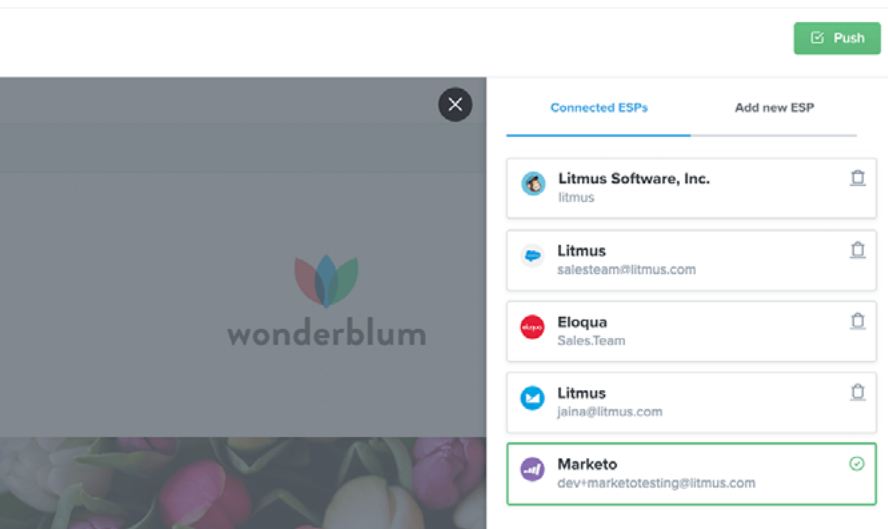 Push
Connected ESPs
Add new ESP
Litmus Software, Inc.
litmus
Litmus
salesteam@litmus.com
wonderblum
eloqua
Eloqua
Sales.Team
Litmus
jaina@litmus.com
Marketo
dev+marketotesting@litmus.com